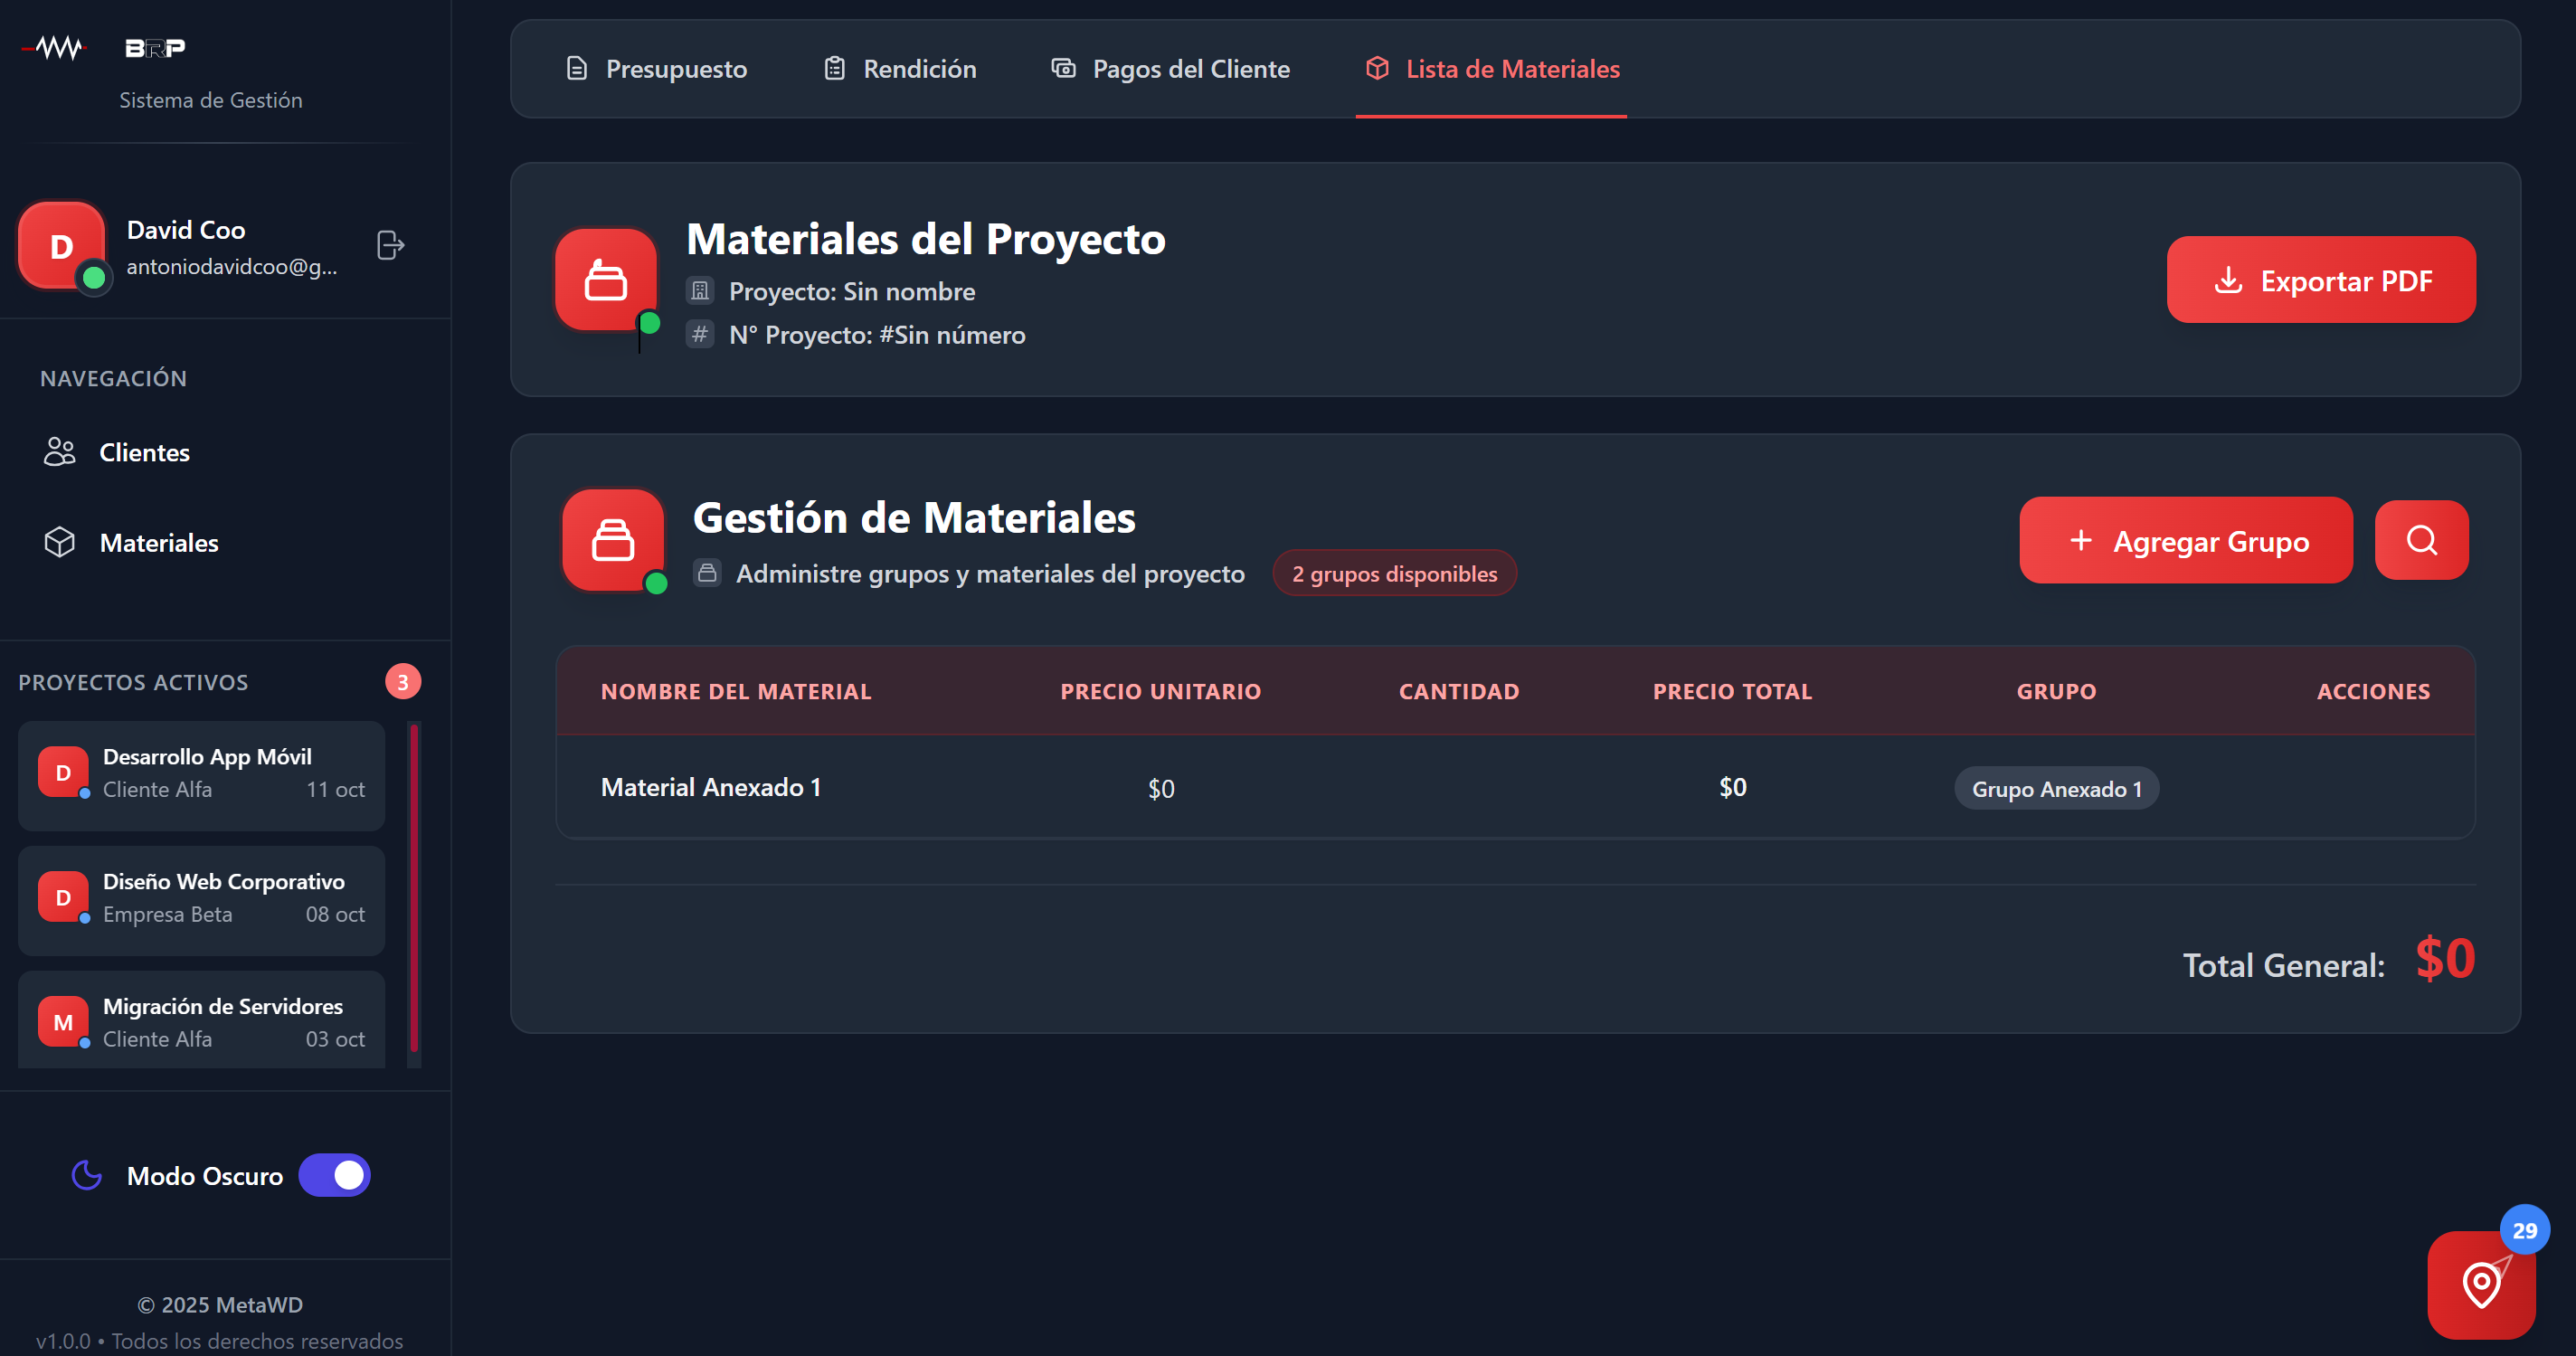 BRP
Sistema de Gestión
D
David Coo
antoniodavidcoo@g...
NAVEGACIÓN
Clientes
Materiales
PROYECTOS ACTIVOS 3
D
Desarrollo App Móvil
Cliente Alfa 11 oct
D
Diseño Web Corporativo
Empresa Beta 08 oct
M
Migración de Servidores
Cliente Alfa 03 oct
Modo Oscuro
© 2025 MetaWD
v1.0.0 • Todos los derechos reservados
Presupuesto Rendición Pagos del Cliente Lista de Materiales
Materiales del Proyecto
Proyecto: Sin nombre
# N° Proyecto: #Sin número
Exportar PDF
Gestión de Materiales
Administre grupos y materiales del proyecto 2 grupos disponibles
+ Agregar Grupo
NOMBRE DEL MATERIAL PRECIO UNITARIO CANTIDAD PRECIO TOTAL GRUPO ACCIONES
Material Anexado 1 $0 $0 Grupo Anexado 1
Total General: $0
29